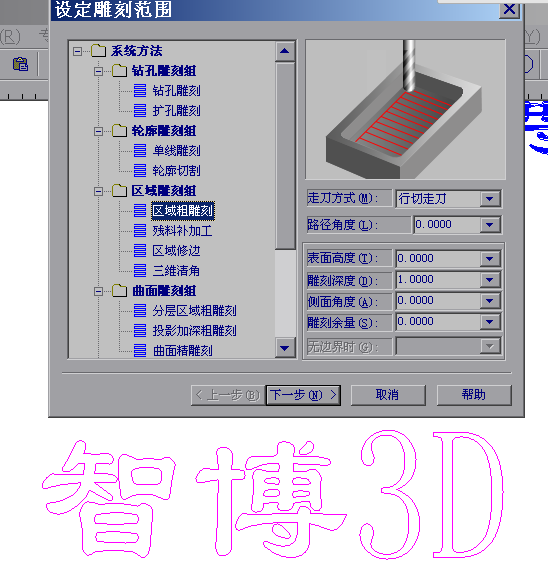 设定雕刻范围
(R)
Y)
系统方法
钻孔雕刻组
钻孔雕刻
扩孔雕刻
轮廓雕刻组
单线雕刻
轮廓切割
区域雕刻组
区域粗雕刻
残料补加工
区域修边
三维清角
曲面雕刻组
分层区域粗雕刻
投影加深粗雕刻
曲面精雕刻
走刀方式(M): 行切走刀
路径角度(L): 0.0000
表面高度(T): 0.0000
雕刻深度(D): 1.0000
侧面角度(A): 0.0000
雕刻余量(S): 0.0000
无边界时(G):
< 上一步(B) 下一步(N) > 取消 帮助
智博3D